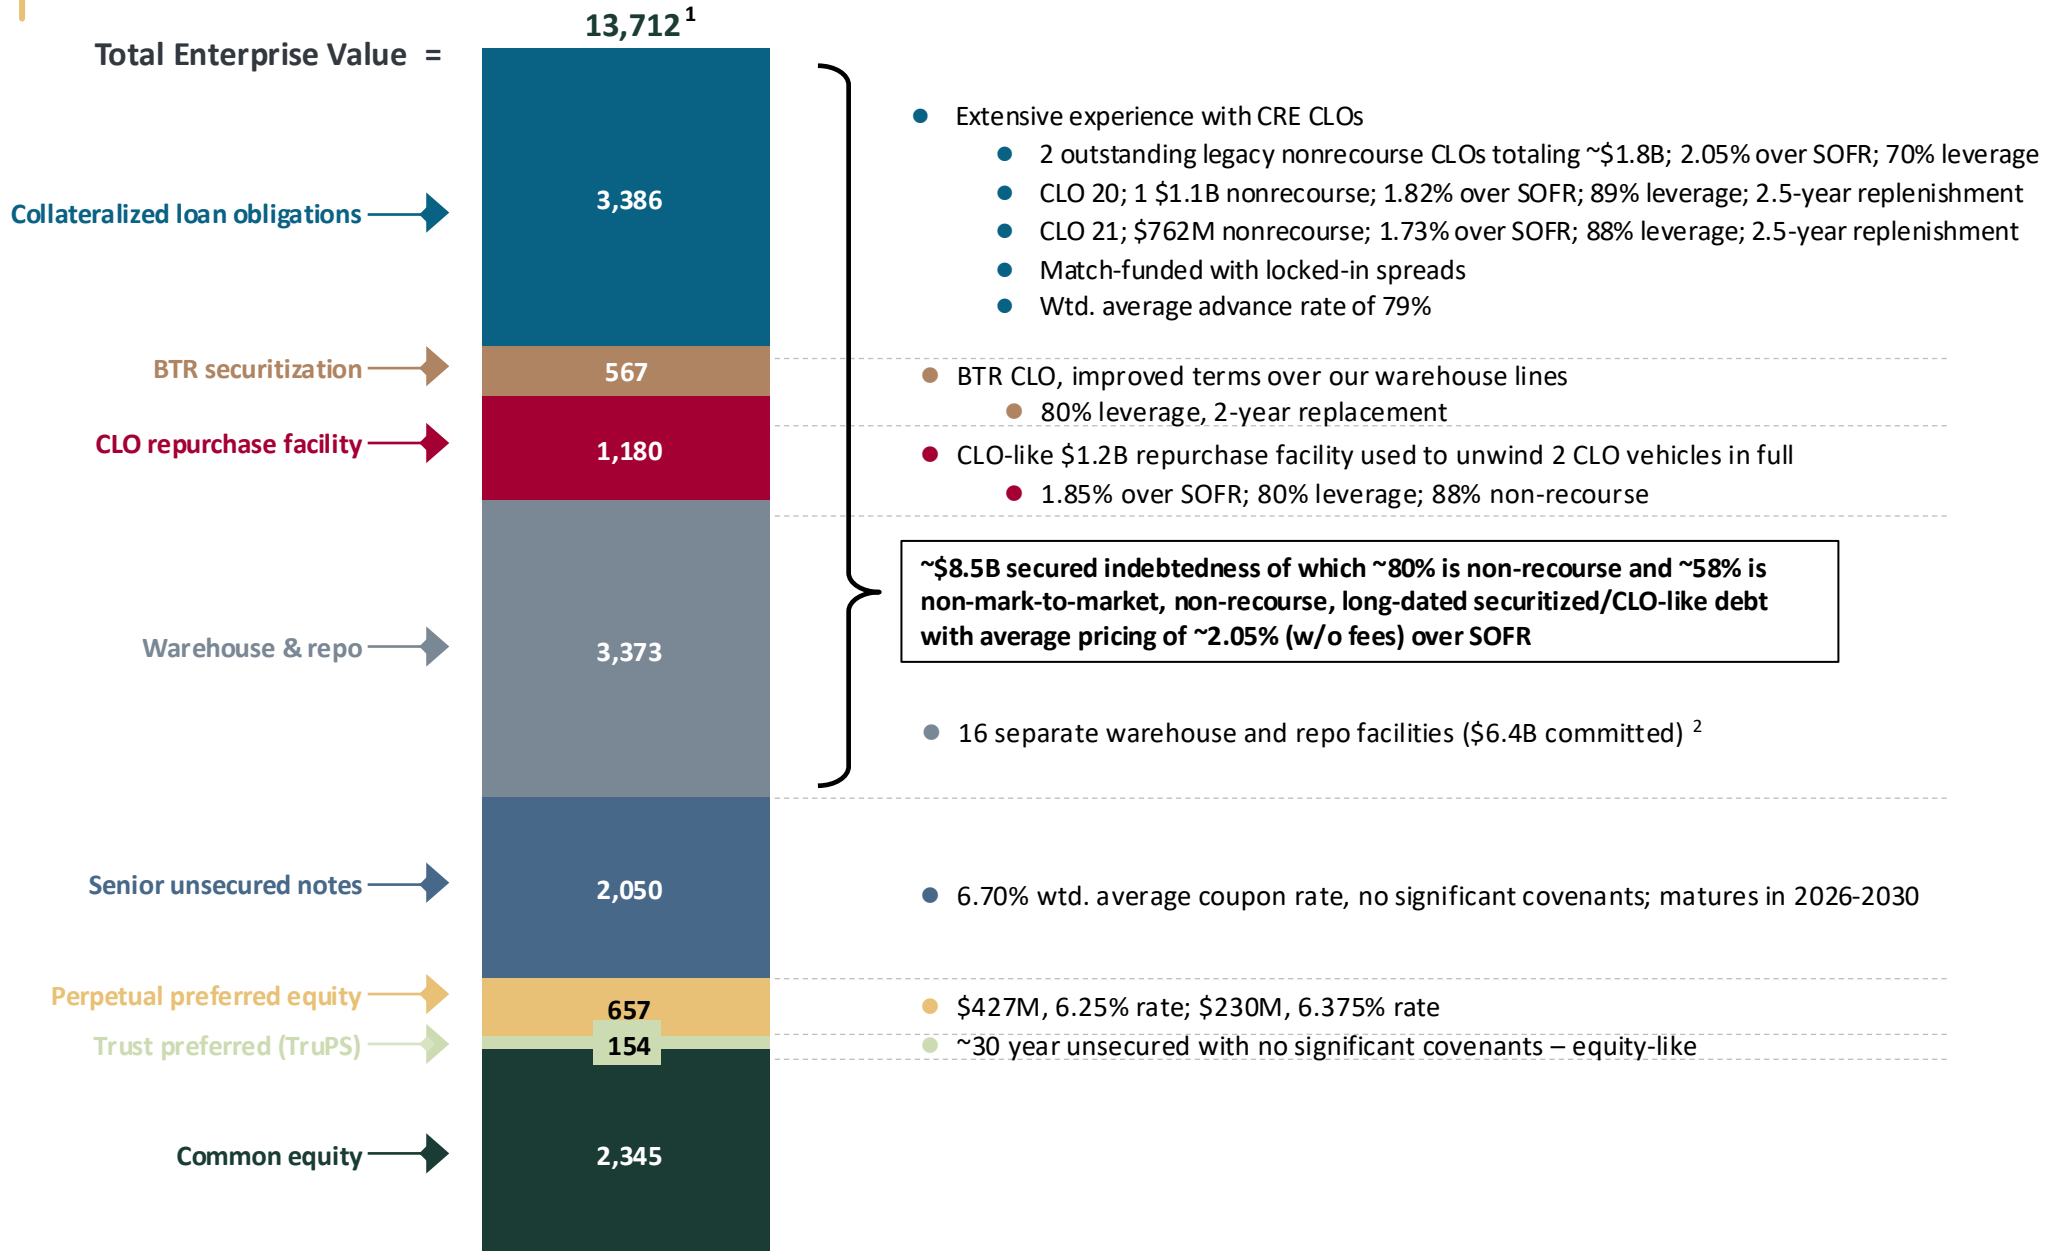 13,712 1
Total Enterprise Value =
Collateralized loan obligations
3,386
Extensive experience with CRE CLOs
2 outstanding legacy nonrecourse CLOs totaling ~$1.8B; 2.05% over SOFR; 70% leverage
CLO 20; 1 $1.1B nonrecourse; 1.82% over SOFR; 89% leverage; 2.5-year replenishment
CLO 21; $762M nonrecourse; 1.73% over SOFR; 88% leverage; 2.5-year replenishment
Match-funded with locked-in spreads
Wtd. average advance rate of 79%
BTR securitization
567
BTR CLO, improved terms over our warehouse lines
80% leverage, 2-year replacement
CLO repurchase facility
1,180
CLO-like $1.2B repurchase facility used to unwind 2 CLO vehicles in full
1.85% over SOFR; 80% leverage; 88% non-recourse
~$8.5B secured indebtedness of which ~80% is non-recourse and ~58% is
non-mark-to-market, non-recourse, long-dated securitized/CLO-like debt
with average pricing of ~2.05% (w/o fees) over SOFR
Warehouse & repo
3,373
16 separate warehouse and repo facilities ($6.4B committed) 2
Senior unsecured notes
2,050
6.70% wtd. average coupon rate, no significant covenants; matures in 2026-2030
Perpetual preferred equity
657
$427M, 6.25% rate; $230M, 6.375% rate
Trust preferred (TruPS)
154
~30 year unsecured with no significant covenants – equity-like
Common equity
2,345